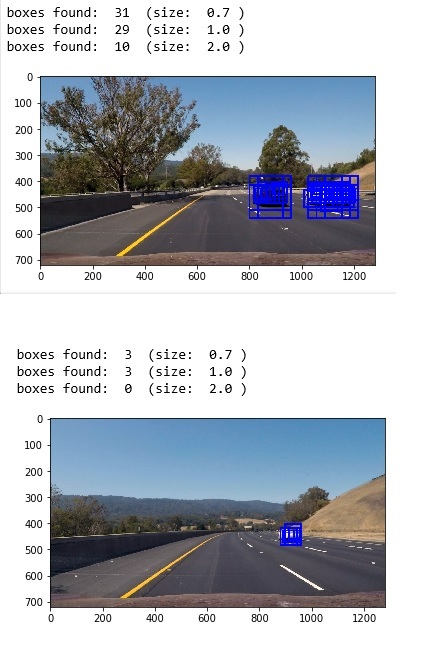 boxes found:  31  (size:  0.7 )
boxes found:  29  (size:  1.0 )
boxes found:  10  (size:  2.0 )
0
100
200
300
400
500
600
700
0 200 400 600 800 1000 1200
boxes found:  3  (size:  0.7 )
boxes found:  3  (size:  1.0 )
boxes found:  0  (size:  2.0 )
0
100
200
300
400
500
600
700
0 200 400 600 800 1000 1200